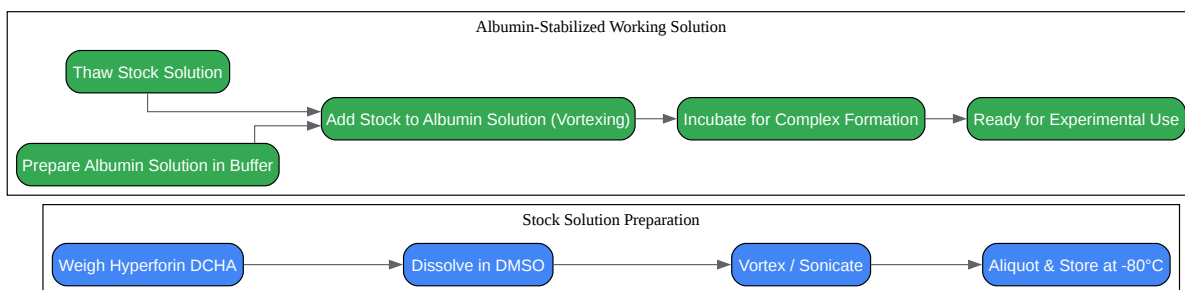 Albumin-Stabilized Working Solution
Thaw Stock Solution
Add Stock to Albumin Solution (Vortexing)
Incubate for Complex Formation
Ready for Experimental Use
Prepare Albumin Solution in Buffer
Stock Solution Preparation
Weigh Hyperforin DCHA
Dissolve in DMSO
Vortex / Sonicate
Aliquot & Store at -80°C